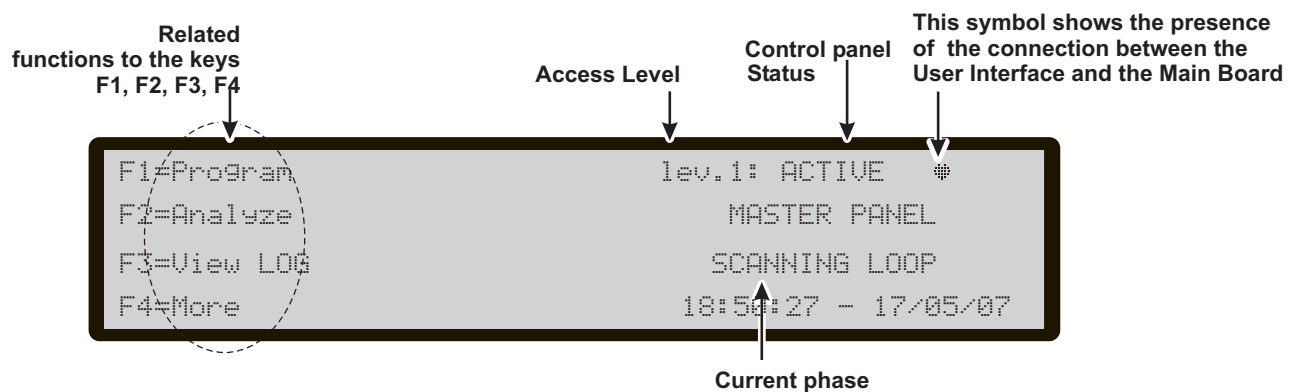 Related
functions to the keys
F1, F2, F3, F4
Access Level
Control panel
Status
This symbol shows the presence
of the connection between the
User Interface and the Main Board
F1=Program
lev.1: ACTIVE
F2=Analyze
MASTER PANEL
F3=View LOG
SCANNING LOOP
F4=More
18:50:27 - 17/05/07
Current phase